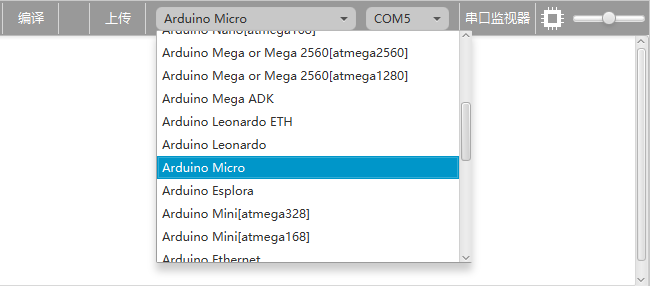 编译 上传 Arduino Micro COM5 串口监视器
Arduino Nano[atmega168]
Arduino Mega or Mega 2560[atmega2560]
Arduino Mega or Mega 2560[atmega1280]
Arduino Mega ADK
Arduino Leonardo ETH
Arduino Leonardo
Arduino Micro
Arduino Esplora
Arduino Mini[atmega328]
Arduino Mini[atmega168]
Arduino Ethernet